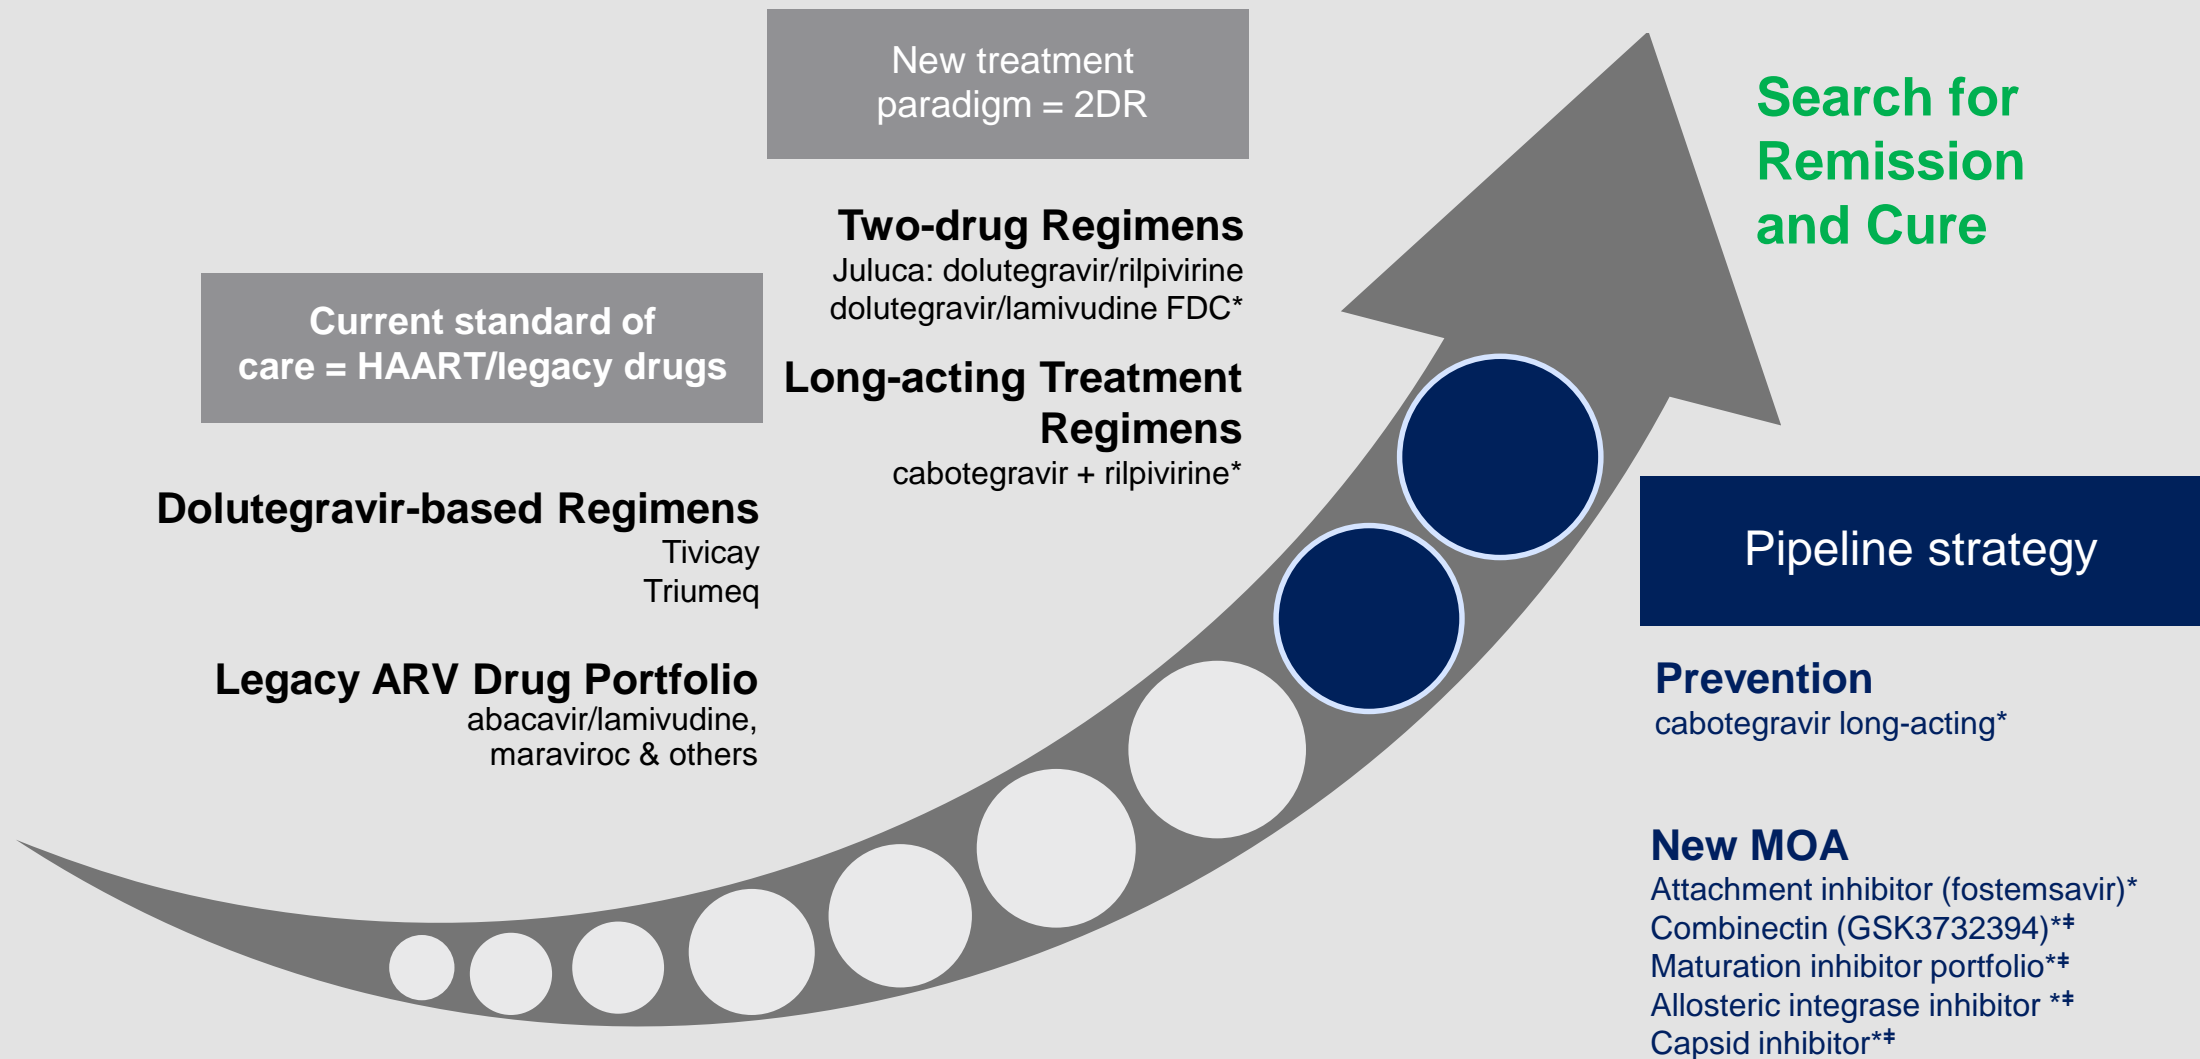 New treatment
paradigm = 2DR
Two-drug Regimens
Juluca: dolutegravir/rilpivirine
dolutegravir/lamivudine FDC*
Long-acting Treatment
Regimens
cabotegravir + rilpivirine*
Current standard of
care = HAART/legacy drugs
Dolutegravir-based Regimens
Tivicay
Triumeq
Legacy ARV Drug Portfolio
abacavir/lamivudine,
maraviroc & others
Search for
Remission
and Cure
Pipeline strategy
Prevention
cabotegravir long-acting*
New MOA
Attachment inhibitor (fostemsavir)*
Combinectin (GSK3732394)*‡
Maturation inhibitor portfolio*‡
Allosteric integrase inhibitor *‡
Capsid inhibitor*‡